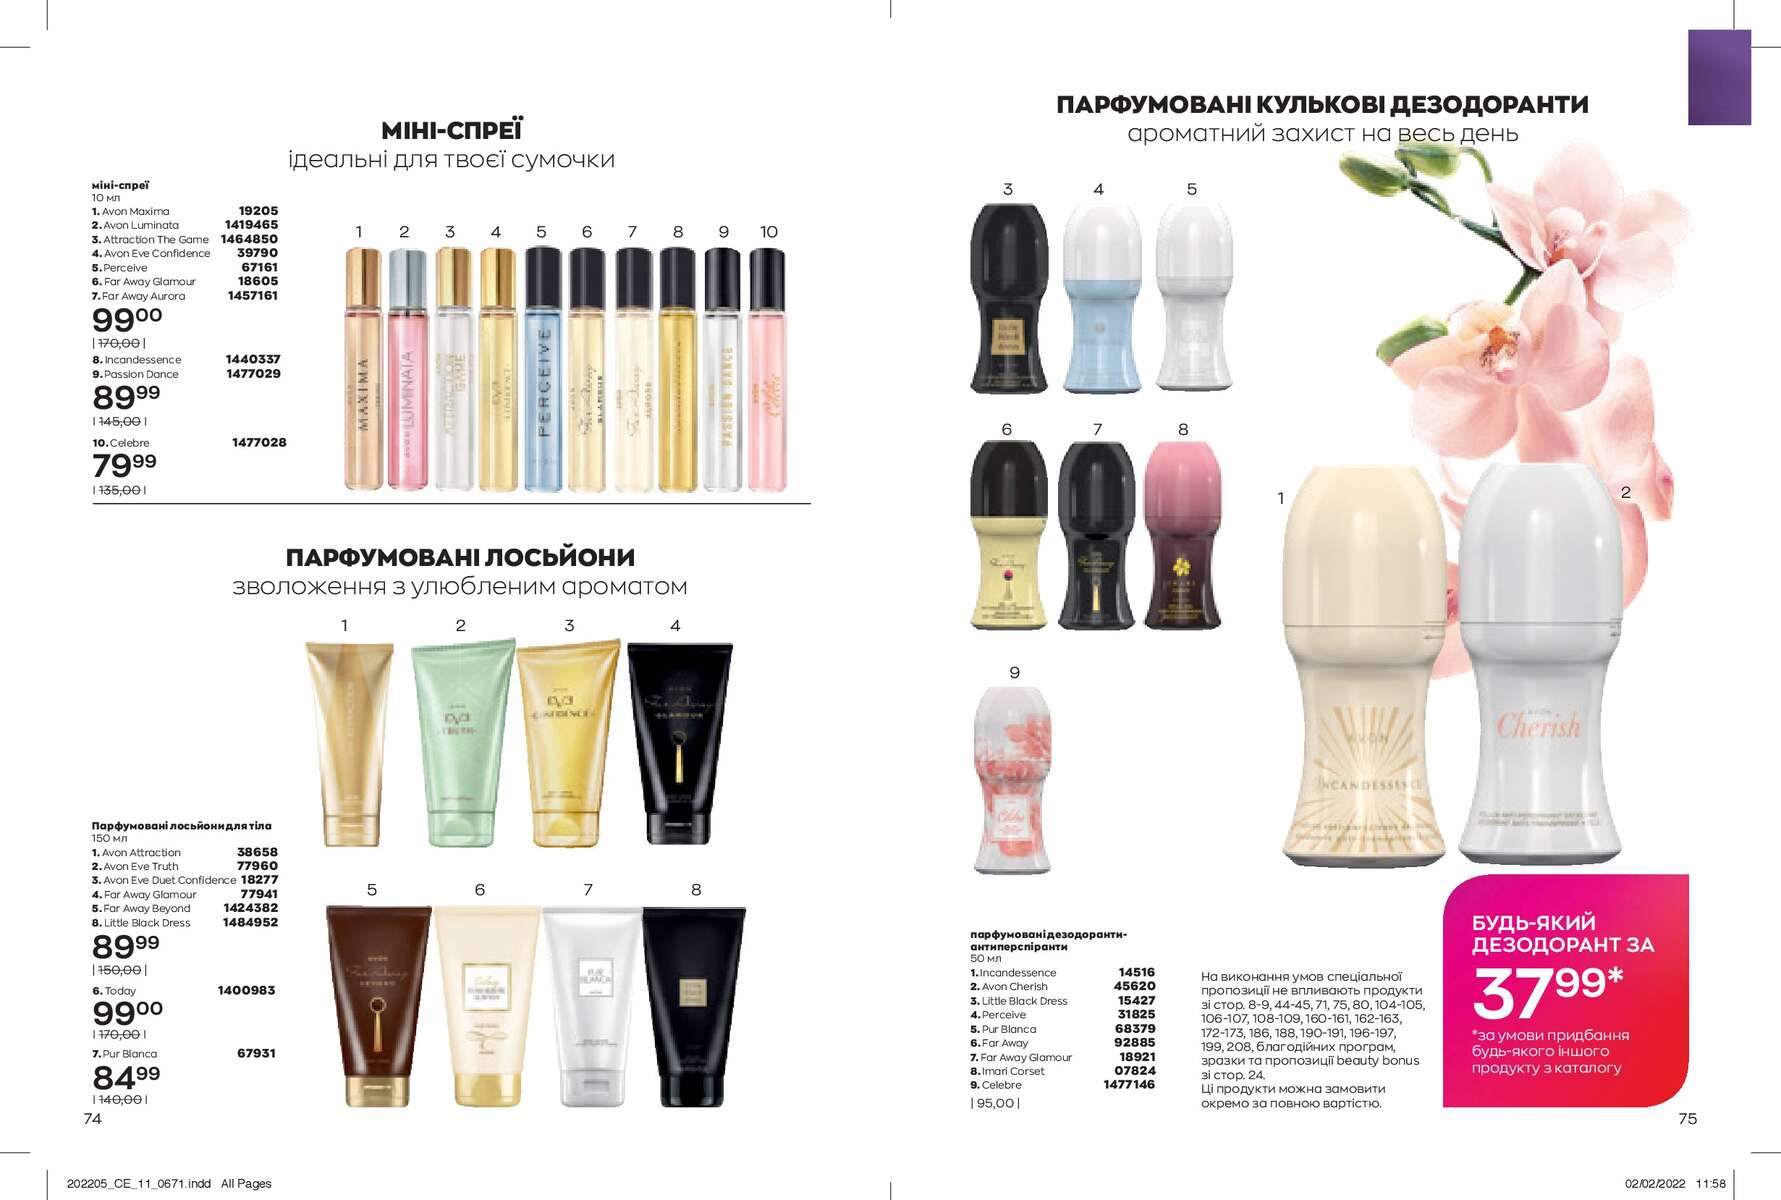 МІНІ-СПРЕЇ
ідеальні для твоєї сумочки
міні-спреї
10 мл
1. Avon Maxima 19205
2. Avon Luminata 1419465
3. Attraction The Game 1464850
4. Avon Eve Confidence 39790
5. Perceive 67161
6. Far Away Glamour 18605
7. Far Away Aurora 1457161
99⁰⁰
| 170,00 |
8. Incandessence 1440337
9. Passion Dance 1477029
89⁹⁹
| 145,00 |
10. Celebre 1477028
79⁹⁹
| 135,00 |
1 2 3 4 5 6 7 8 9 10
MAXIMA
LUMINATA
ATTRACTION GAME
PERCEIVE
PASSION DANCE
ПАРФУМОВАНІ ЛОСЬЙОНИ
зволоження з улюбленим ароматом
1 2 3 4
5 6 7 8
Парфумовані лосьйони для тіла
150 мл
1. Avon Attraction 38658
2. Avon Eve Truth 77960
3. Avon Eve Duet Confidence 18277
4. Far Away Glamour 77941
5. Far Away Beyond 1424382
8. Little Black Dress 1484952
89⁹⁹
| 150,00 |
6. Today 1400983
99⁰⁰
| 170,00 |
7. Pur Blanca 67931
84⁹⁹
| 140,00 |
74
ПАРФУМОВАНІ КУЛЬКОВІ ДЕЗОДОРАНТИ
ароматний захист на весь день
3 4 5
6 7 8
9
1 2
AVON
INCANDESSENCE
AVON
Cherish
парфумовані дезодоранти-
антиперспіранти
50 мл
1. Incandessence 14516
2. Avon Cherish 45620
3. Little Black Dress 15427
4. Perceive 31825
5. Pur Blanca 68379
6. Far Away 92885
7. Far Away Glamour 18921
8. Imari Corset 07824
9. Celebre 1477146
| 95,00 |
На виконання умов спеціальної
пропозиції не впливають продукти
зі стор. 8-9, 44-45, 71, 75, 80, 104-105,
106-107, 108-109, 160-161, 162-163,
172-173, 186, 188, 190-191, 196-197,
199, 208, благодійних програм,
зразки та пропозиції beauty bonus
зі стор. 24.
Ці продукти можна замовити
окремо за повною вартістю.
БУДЬ-ЯКИЙ
ДЕЗОДОРАНТ ЗА
37⁹⁹*
*за умови придбання
будь-якого іншого
продукту з каталогу
75
202205_CE_11_0671.indd All Pages
02/02/2022 11:58